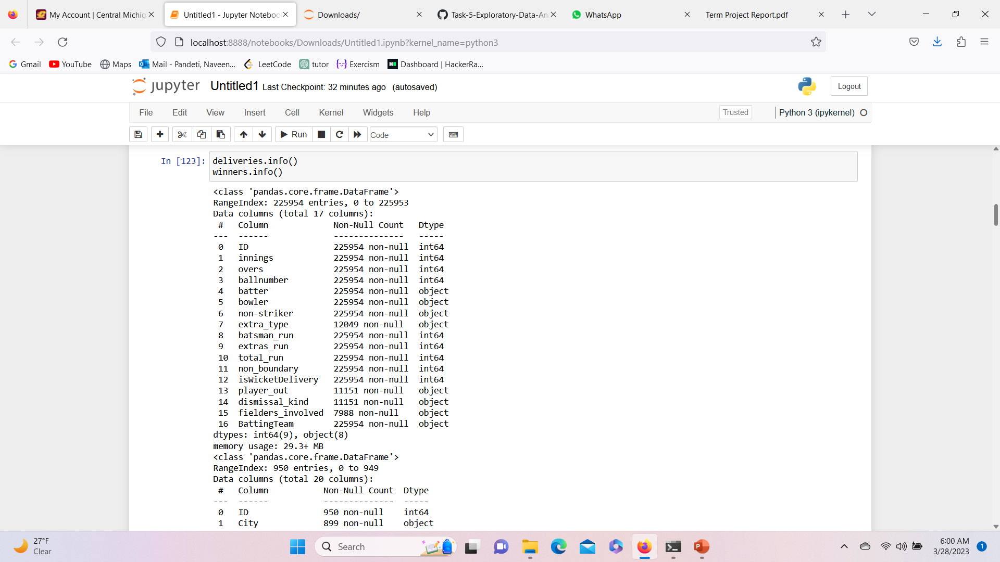 My Account | Central Michig
Untitled1 - Jupyter Noteboo
Downloads/
Task-5-Exploratory-Data-An
WhatsApp
Term Project Report.pdf
localhost:8888/notebooks/Downloads/Untitled1.ipynb?kernel_name=python3
Gmail YouTube Maps Mail - Pandeti, Naveen... LeetCode tutor Exercism Dashboard | HackerRa...
jupyter Untitled1 Last Checkpoint: 32 minutes ago (autosaved)
Logout
File Edit View Insert Cell Kernel Widgets Help
Trusted
Python 3 (ipykernel)
Run
Code
In [123]: deliveries.info()
winners.info()
<class 'pandas.core.frame.DataFrame'>
RangeIndex: 225954 entries, 0 to 225953
Data columns (total 17 columns):
# Column Non-Null Count Dtype
--- ------ -------------- -----
0 ID 225954 non-null int64
1 innings 225954 non-null int64
2 overs 225954 non-null int64
3 ballnumber 225954 non-null int64
4 batter 225954 non-null object
5 bowler 225954 non-null object
6 non-striker 225954 non-null object
7 extra_type 12049 non-null object
8 batsman_run 225954 non-null int64
9 extras_run 225954 non-null int64
10 total_run 225954 non-null int64
11 non_boundary 225954 non-null int64
12 isWicketDelivery 225954 non-null int64
13 player_out 11151 non-null object
14 dismissal_kind 11151 non-null object
15 fielders_involved 7988 non-null object
16 BattingTeam 225954 non-null object
dtypes: int64(9), object(8)
memory usage: 29.3+ MB
<class 'pandas.core.frame.DataFrame'>
RangeIndex: 950 entries, 0 to 949
Data columns (total 20 columns):
# Column Non-Null Count Dtype
--- ------ -------------- -----
0 ID 950 non-null int64
1 City 899 non-null object
27°F
Clear
Search
6:00 AM
3/28/2023
1